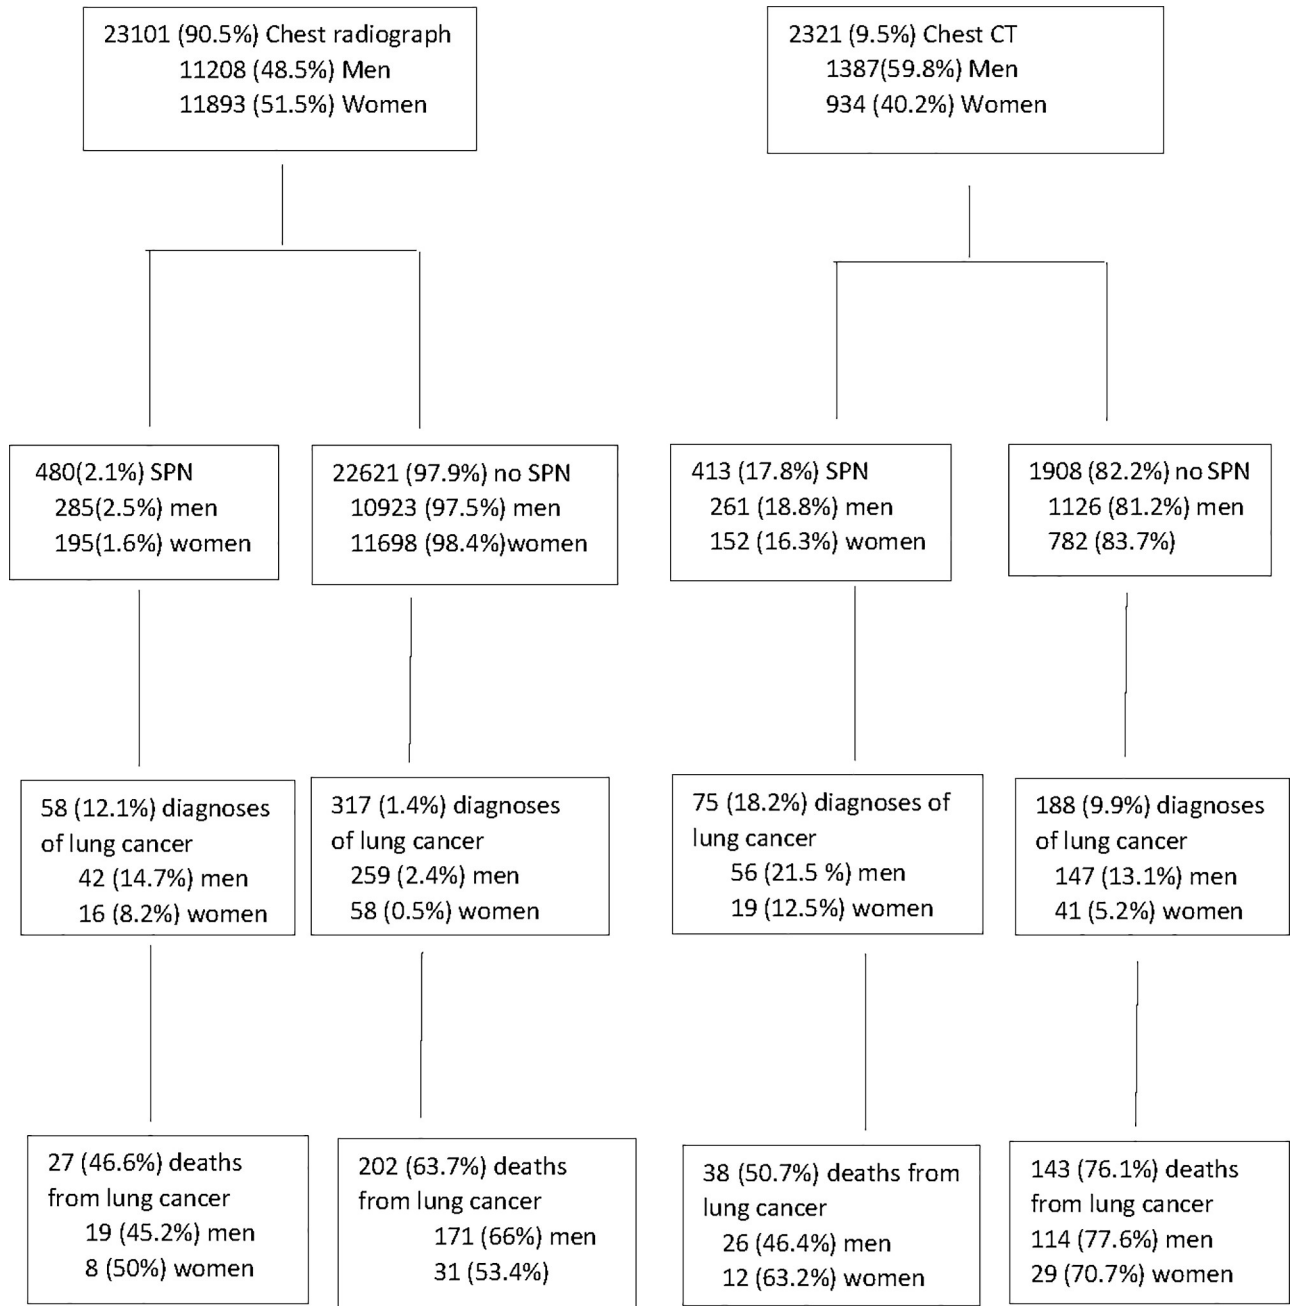 23101 (90.5%) Chest radiograph
11208 (48.5%) Men
11893 (51.5%) Women
2321 (9.5%) Chest CT
1387(59.8%) Men
934 (40.2%) Women
480(2.1%) SPN
285(2.5%) men
195(1.6%) women
22621 (97.9%) no SPN
10923 (97.5%) men
11698 (98.4%)women
413 (17.8%) SPN
261 (18.8%) men
152 (16.3%) women
1908 (82.2%) no SPN
1126 (81.2%) men
782 (83.7%)
58 (12.1%) diagnoses
of lung cancer
42 (14.7%) men
16 (8.2%) women
317 (1.4%) diagnoses
of lung cancer
259 (2.4%) men
58 (0.5%) women
75 (18.2%) diagnoses of
lung cancer
56 (21.5 %) men
19 (12.5%) women
188 (9.9%) diagnoses
of lung cancer
147 (13.1%) men
41 (5.2%) women
27 (46.6%) deaths
from lung cancer
19 (45.2%) men
8 (50%) women
202 (63.7%) deaths
from lung cancer
171 (66%) men
31 (53.4%)
38 (50.7%) deaths from
lung cancer
26 (46.4%) men
12 (63.2%) women
143 (76.1%) deaths
from lung cancer
114 (77.6%) men
29 (70.7%) women